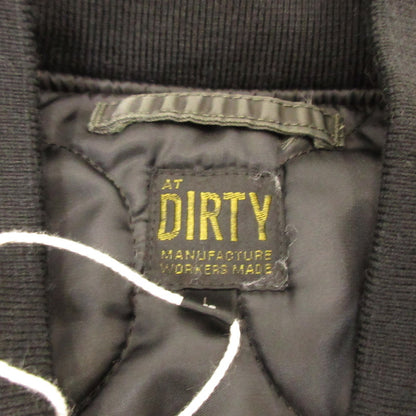 AT
DIRTY
MANUFACTURE
WORKERS MADE
L